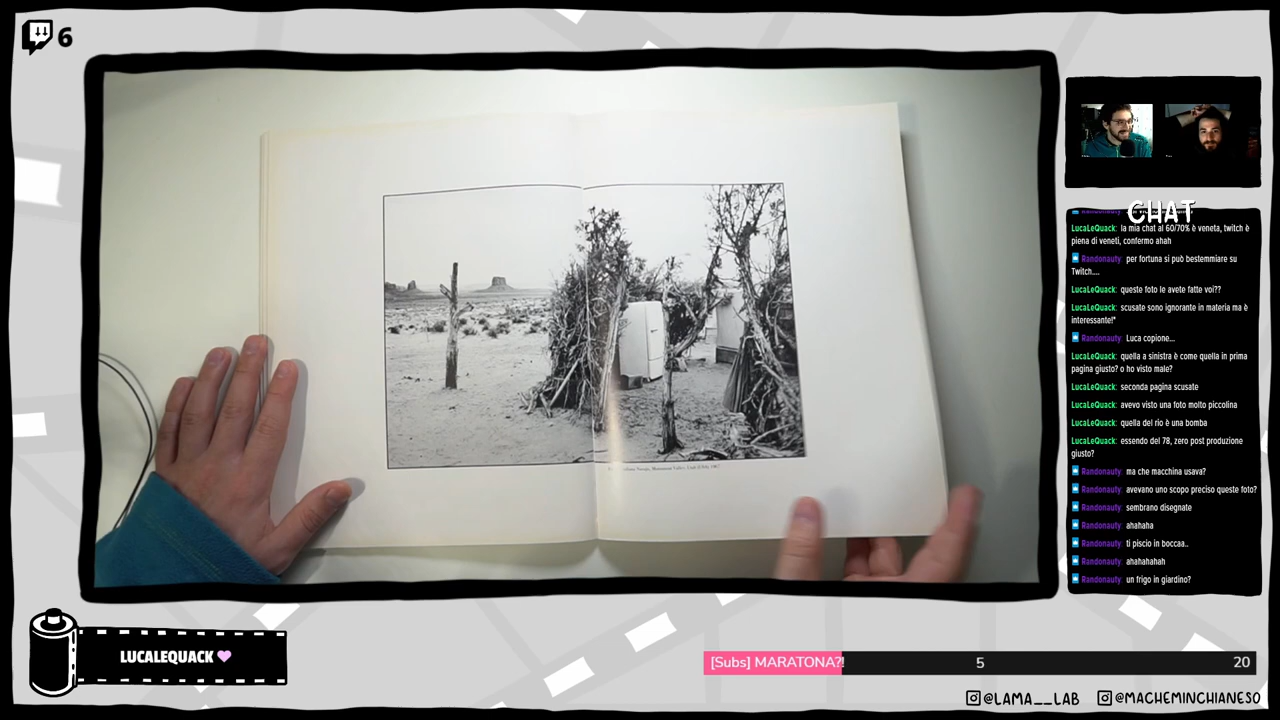 6
CHAT
LucaLeQuack: la mia chat al 60/70% è veneta, twitch è
piena di veneti, confermo ahah
Randonauty: per fortuna si può bestemmiare su
Twitch....
LucaLeQuack: queste foto le avete fatte voi??
LucaLeQuack: scusate sono ignorante in materia ma è
interessante!*
Randonauty: Luca copione...
LucaLeQuack: quella a sinistra è come quella in prima
pagina giusto? o ho visto male?
LucaLeQuack: seconda pagina scusate
LucaLeQuack: avevo visto una foto molto piccolina
LucaLeQuack: quella del rio è una bomba
LucaLeQuack: essendo del 78, zero post produzione
giusto?
Randonauty: ma che macchina usava?
Randonauty: avevano uno scopo preciso queste foto?
Randonauty: sembrano disegnate
Randonauty: ahahaha
Randonauty: ti piscio in boccaa..
Randonauty: ahahahahah
Randonauty: un frigo in giardino?
LUCALEQUACK
[Subs] MARATONA?! 5 20
@LAMA__LAB @MACHEMINCHIANESO